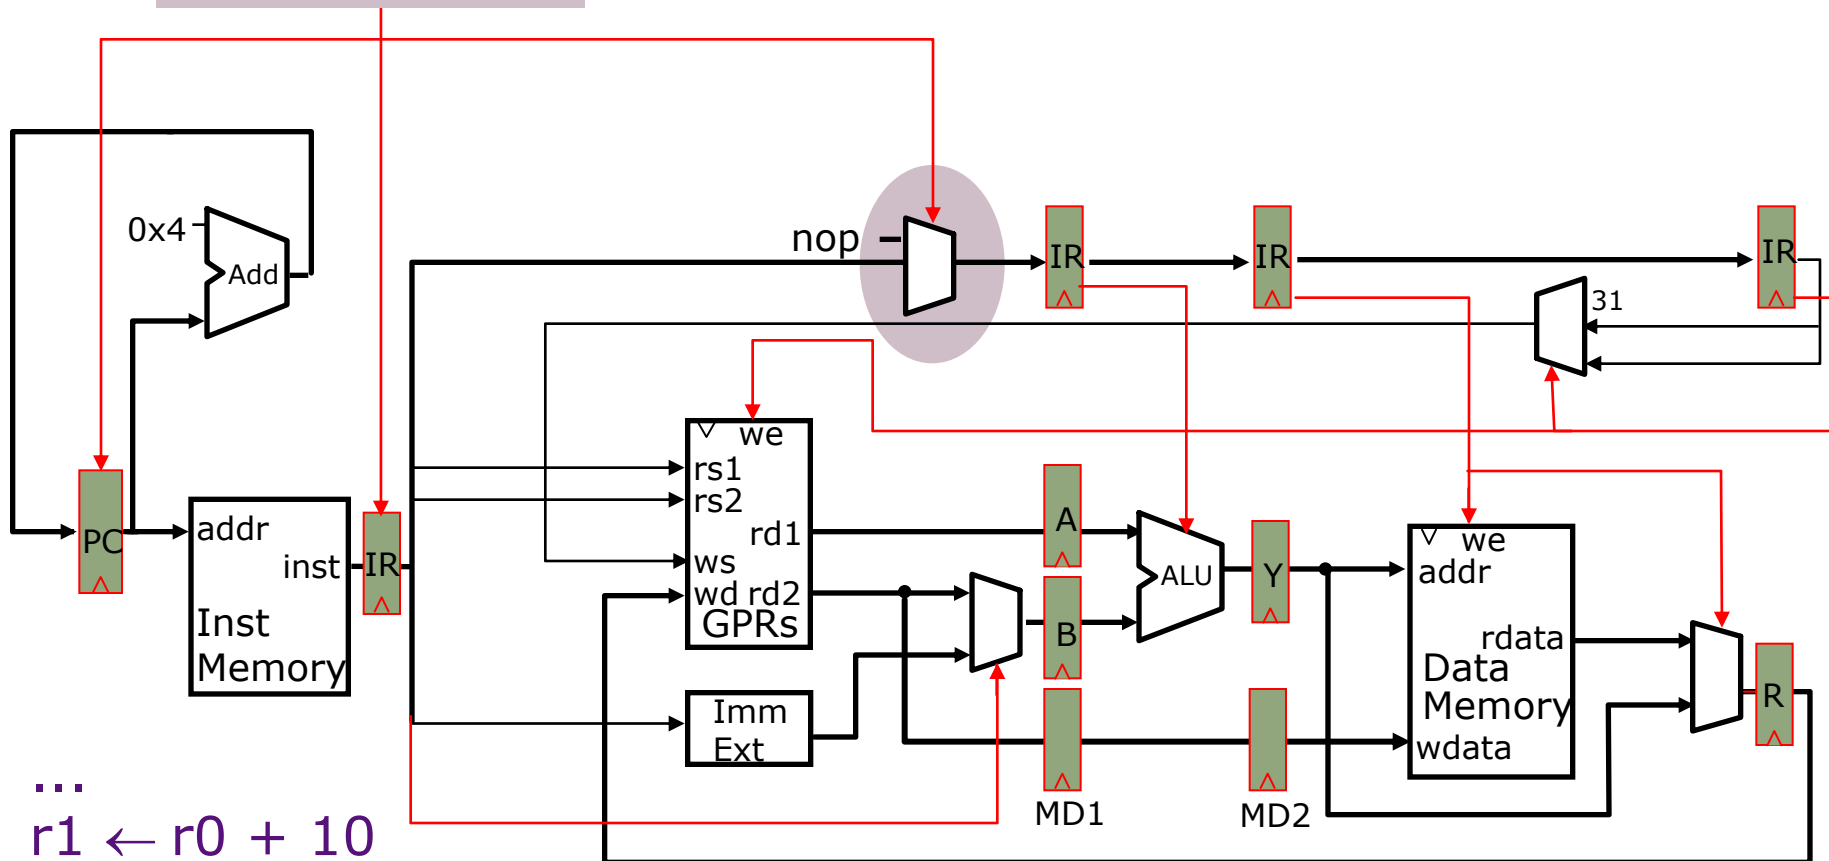 nop
IR
IR
IR
0x4
Add
31
we
rs1
rs2
rd1
ws
wd rd2
GPRs
PC
addr
inst
Inst
Memory
IR
A
B
ALU
Y
we
addr
rdata
Data
Memory
wdata
R
Imm
Ext
MD1
MD2
...
r1 ← r0 + 10